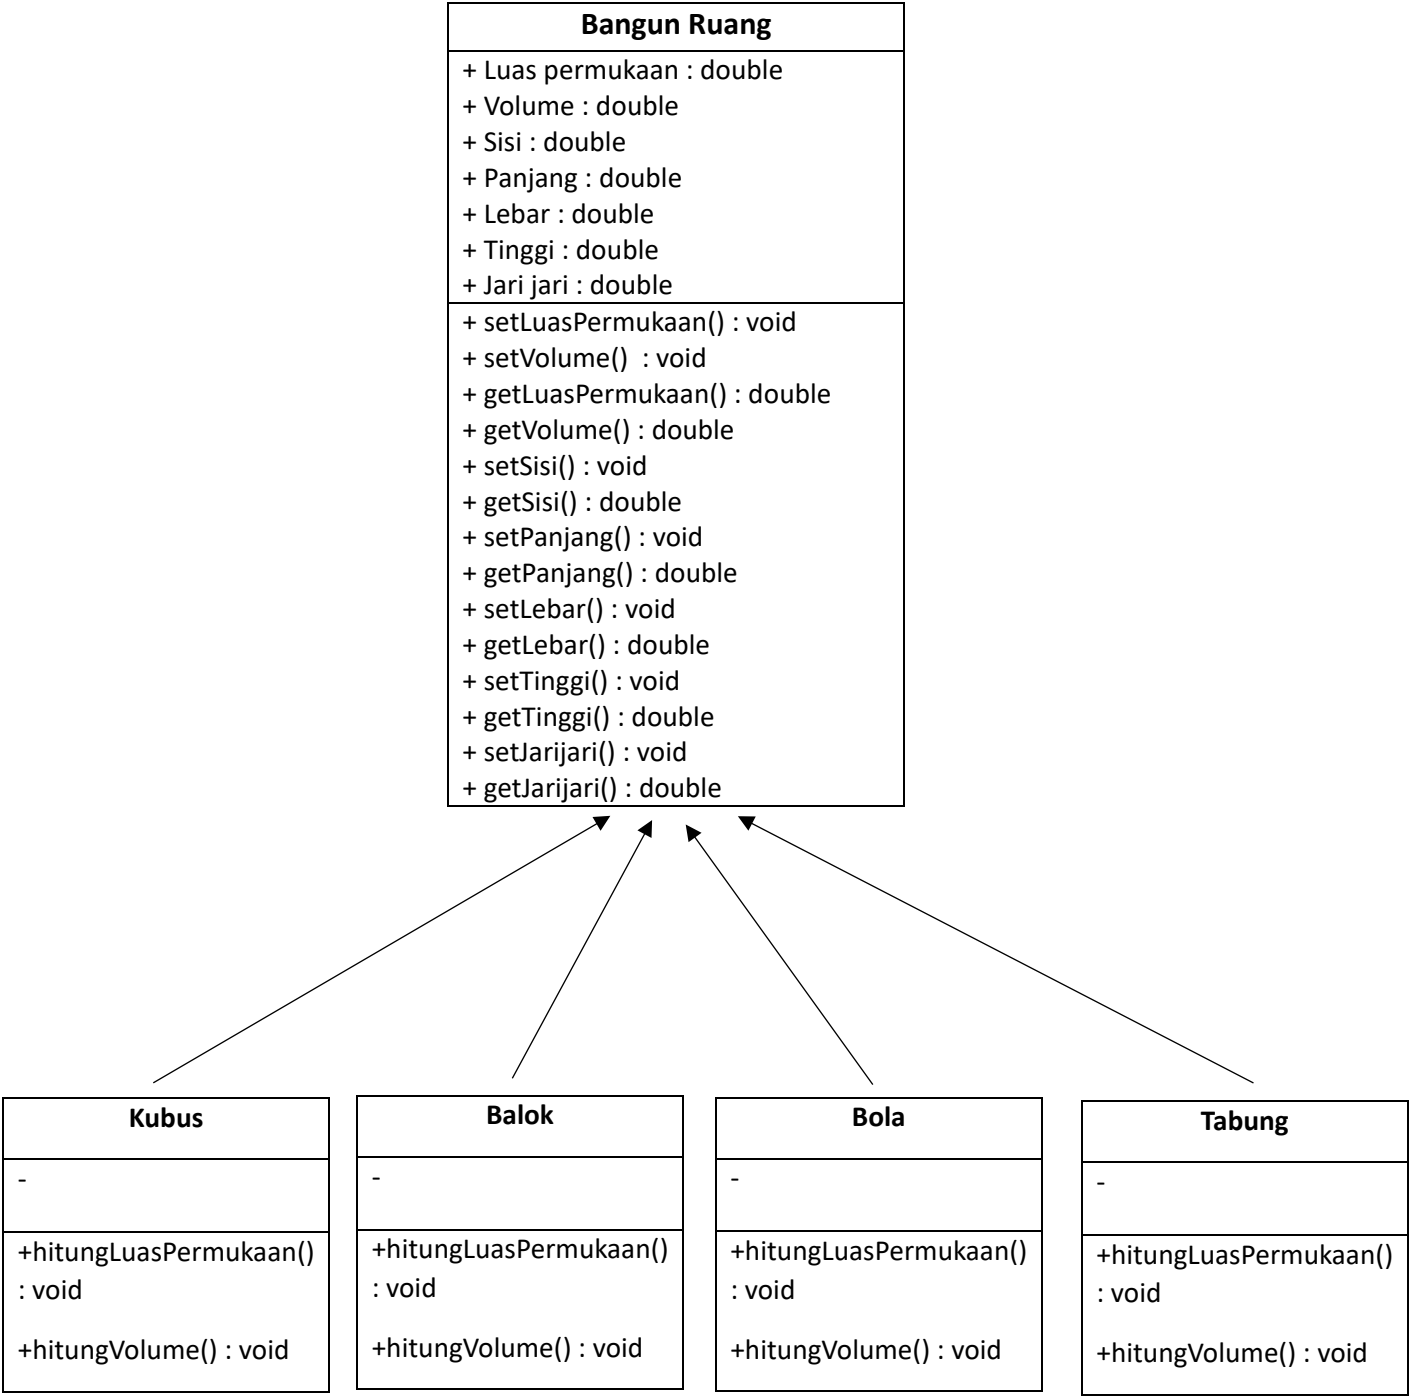 Bangun Ruang
+ Luas permukaan : double
+ Volume : double
+ Sisi : double
+ Panjang : double
+ Lebar : double
+ Tinggi : double
+ Jari jari : double
+ setLuasPermukaan() : void
+ setVolume()  : void
+ getLuasPermukaan() : double
+ getVolume() : double
+ setSisi() : void
+ getSisi() : double
+ setPanjang() : void
+ getPanjang() : double
+ setLebar() : void
+ getLebar() : double
+ setTinggi() : void
+ getTinggi() : double
+ setJarijari() : void
+ getJarijari() : double
Kubus
-
+hitungLuasPermukaan()
: void
+hitungVolume() : void
Balok
-
+hitungLuasPermukaan()
: void
+hitungVolume() : void
Bola
-
+hitungLuasPermukaan()
: void
+hitungVolume() : void
Tabung
-
+hitungLuasPermukaan()
: void
+hitungVolume() : void